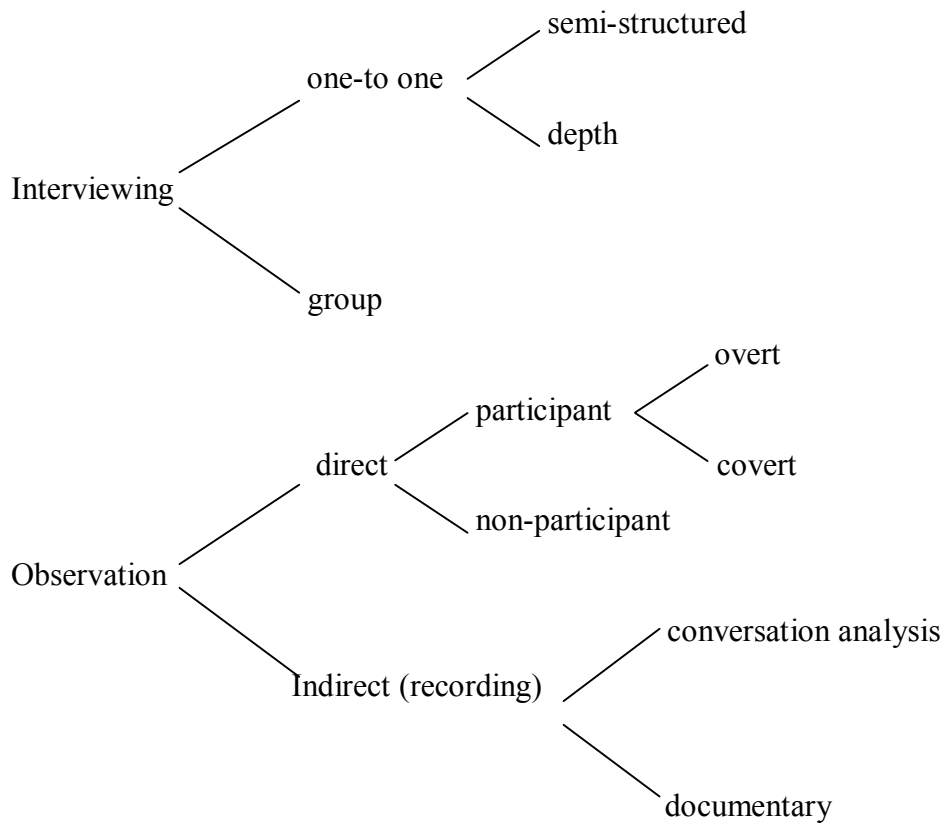 semi-structured
one-to one
depth
Interviewing
group
overt
participant
covert
direct
non-participant
Observation
conversation analysis
Indirect (recording)
documentary